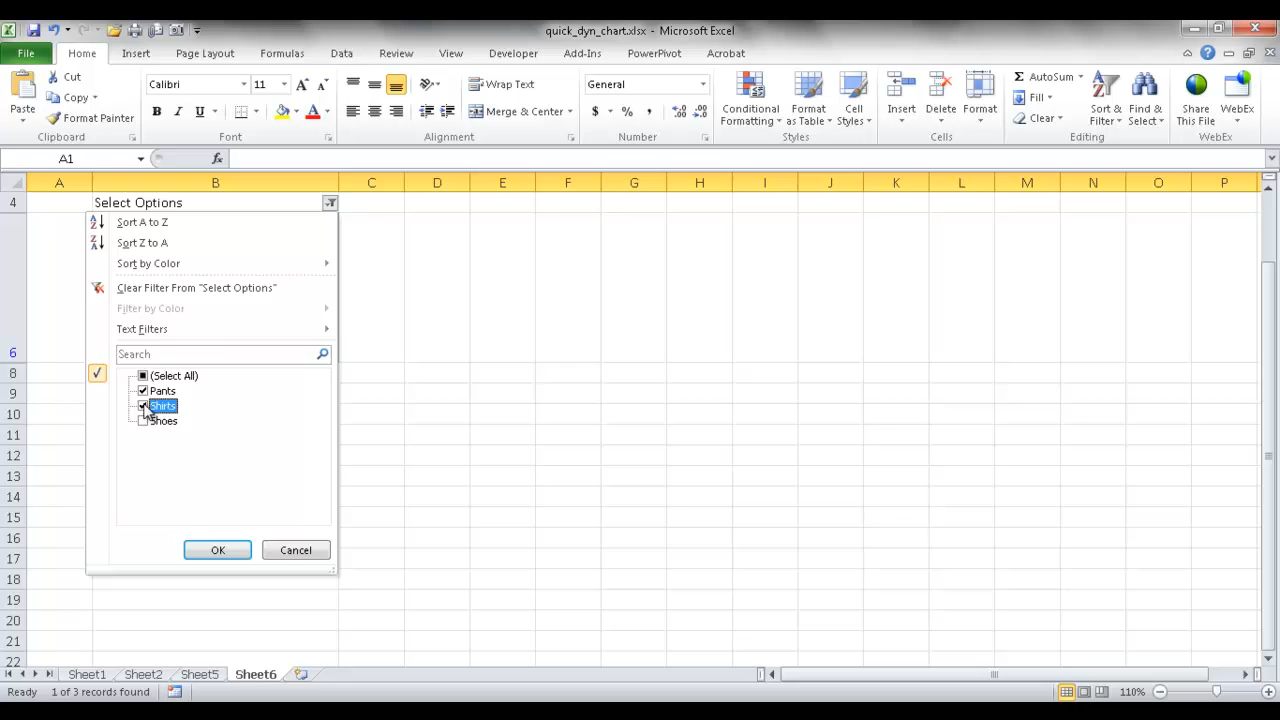 quick_dyn_chart.xlsx - Microsoft Excel
File Home Insert Page Layout Formulas Data Review View Developer Add-Ins PowerPivot Acrobat
Paste Cut Copy Format Painter Clipboard
Calibri 11 B I U A A A Font
Wrap Text Merge & Center Alignment
General $ % , Number
Conditional Formatting Format as Table Cell Styles Styles
Insert Delete Format Cells
AutoSum Fill Clear Sort & Filter Find & Select Editing
Share This File WebEx WebEx
A1 fx
A B C D E F G H I J K L M N O P
4 Select Options
Sort A to Z
Sort Z to A
Sort by Color
Clear Filter From "Select Options"
Filter by Color
Text Filters
Search
(Select All)
Pants
Shirts
Shoes
OK Cancel
6
8
9
10
11
12
13
14
15
16
17
18
19
20
21
22
Sheet1 Sheet2 Sheet5 Sheet6
Ready 1 of 3 records found 110%